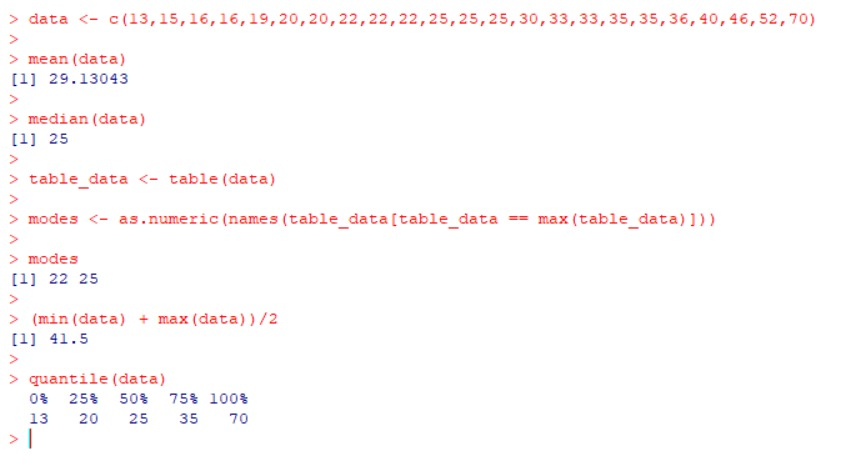 > data <- c(13,15,16,16,19,20,20,22,22,22,25,25,25,30,33,33,35,35,36,40,46,52,70)
>
> mean(data)
[1] 29.13043
>
> median(data)
[1] 25
>
> table_data <- table(data)
>
> modes <- as.numeric(names(table_data[table_data == max(table_data)]))
>
> modes
[1] 22 25
>
> (min(data) + max(data))/2
[1] 41.5
>
> quantile(data)
  0%  25%  50%  75% 100%
  13   20   25   35   70
>